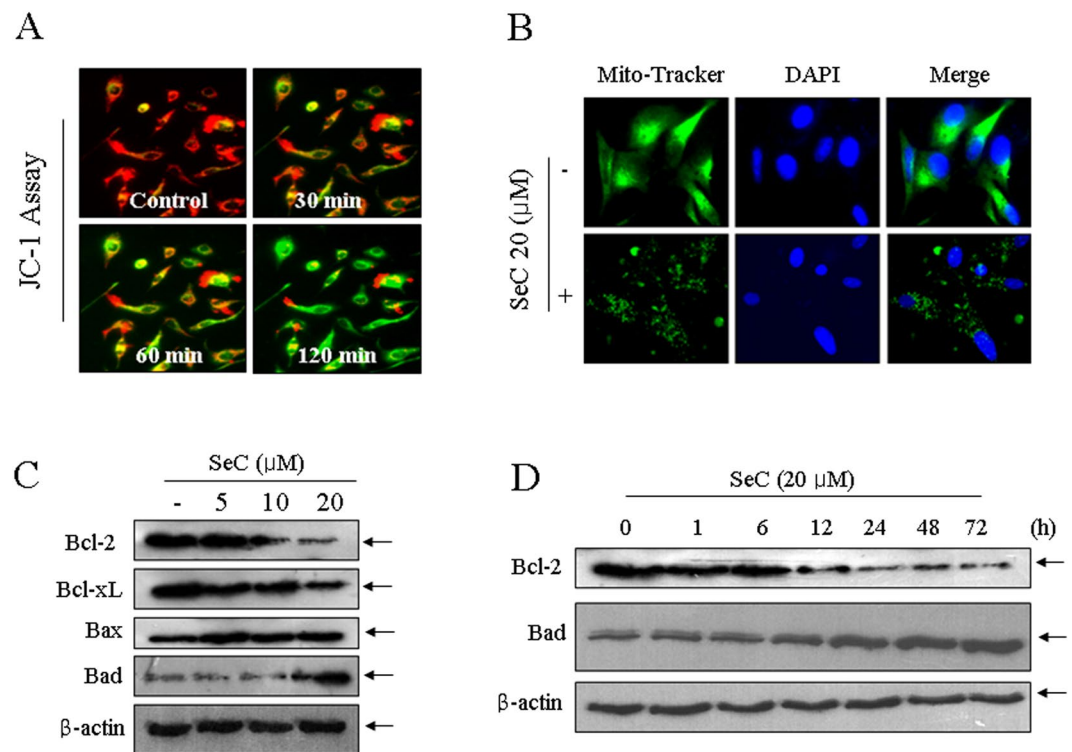 A
JC-1 Assay
Control
30 min
60 min
120 min
B
Mito-Tracker DAPI Merge
SeC 20 (μM)
-
+
C
SeC (μM)
- 5 10 20
Bcl-2
Bcl-xL
Bax
Bad
β-actin
D
SeC (20 μM)
0 1 6 12 24 48 72 (h)
Bcl-2
Bad
β-actin